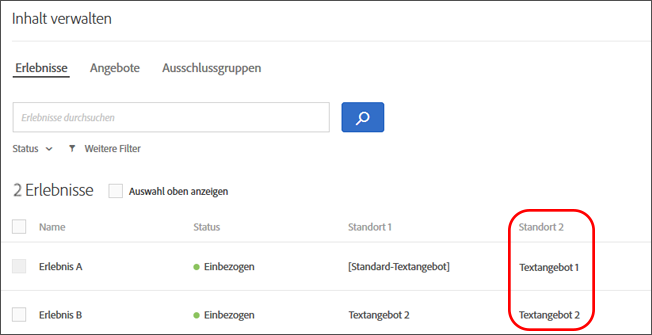 Inhalt verwalten
Erlebnisse Angebote Ausschlussgruppen
Erlebnisse durchsuchen
Status Weitere Filter
2 Erlebnisse Auswahl oben anzeigen
Name Status Standort 1 Standort 2
Erlebnis A Einbezogen [Standard-Textangebot] Textangebot 1
Erlebnis B Einbezogen Textangebot 2 Textangebot 2